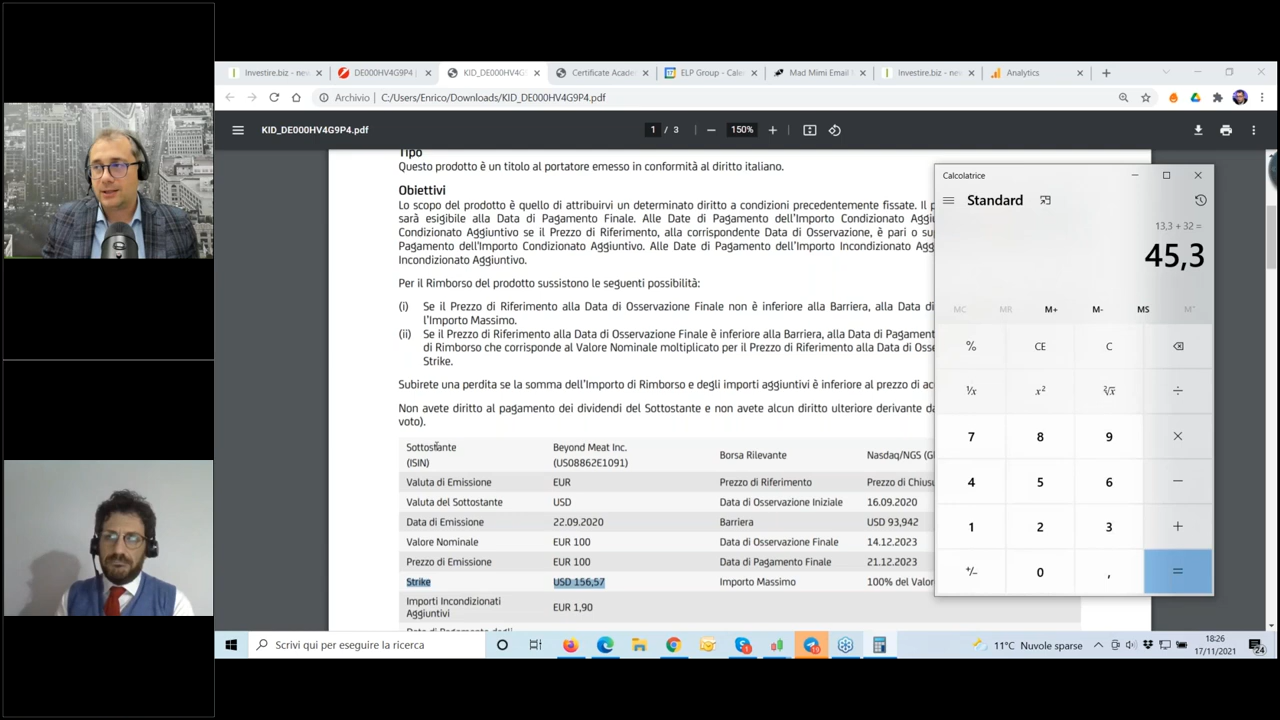 Investire.biz - new
DE000HV4G9P4 |
KID_DE000HV4G
Certificate Acade
ELP Group - Cale
Mad Mimi Email
Investire.biz - new
Analytics
Archivio | C:/Users/Enrico/Downloads/KID_DE000HV4G9P4.pdf
KID_DE000HV4G9P4.pdf
1 / 3
150%
Tipo
Questo prodotto è un titolo al portatore emesso in conformità al diritto italiano.
Obiettivi
Lo scopo del prodotto è quello di attribuirvi un determinato diritto a condizioni precedentemente fissate. Il p
sarà esigibile alla Data di Pagamento Finale. Alle Date di Pagamento dell'Importo Condizionato Aggiu
Condizionato Aggiuntivo se il Prezzo di Riferimento, alla corrispondente Data di Osservazione, è pari o su
Pagamento dell'Importo Condizionato Aggiuntivo. Alle Date di Pagamento dell'Importo Incondizionato Agg
Incondizionato Aggiuntivo.
Per il Rimborso del prodotto sussistono le seguenti possibilità:
(i) Se il Prezzo di Riferimento alla Data di Osservazione Finale non è inferiore alla Barriera, alla Data di
l'Importo Massimo.
(ii) Se il Prezzo di Riferimento alla Data di Osservazione Finale è inferiore alla Barriera, alla Data di Pagament
di Rimborso che corrisponde al Valore Nominale moltiplicato per il Prezzo di Riferimento alla Data di Os
Strike.
Subirete una perdita se la somma dell'Importo di Rimborso e degli importi aggiuntivi è inferiore al prezzo di ac
Non avete diritto al pagamento dei dividendi del Sottostante e non avete alcun diritto ulteriore derivante da
voto).
Sottostante (ISIN) Beyond Meat Inc. (US08862E1091) Borsa Rilevante Nasdaq/NGS (Gl
Valuta di Emissione EUR Prezzo di Riferimento Prezzo di Chius
Valuta del Sottostante USD Data di Osservazione Iniziale 16.09.2020
Data di Emissione 22.09.2020 Barriera USD 93,942
Valore Nominale EUR 100 Data di Osservazione Finale 14.12.2023
Prezzo di Emissione EUR 100 Data di Pagamento Finale 21.12.2023
Strike USD 156,57 Importo Massimo 100% del Valor
Importi Incondizionati Aggiuntivi EUR 1,90
Calcolatrice
Standard
13,3 + 32 =
45,3
MC MR M+ M- MS M˅
% CE C
¹/x x² ²√x ÷
7 8 9 ×
4 5 6 −
1 2 3 +
+/− 0 , =
Scrivi qui per eseguire la ricerca
19
11°C Nuvole sparse
18:26
17/11/2021
24